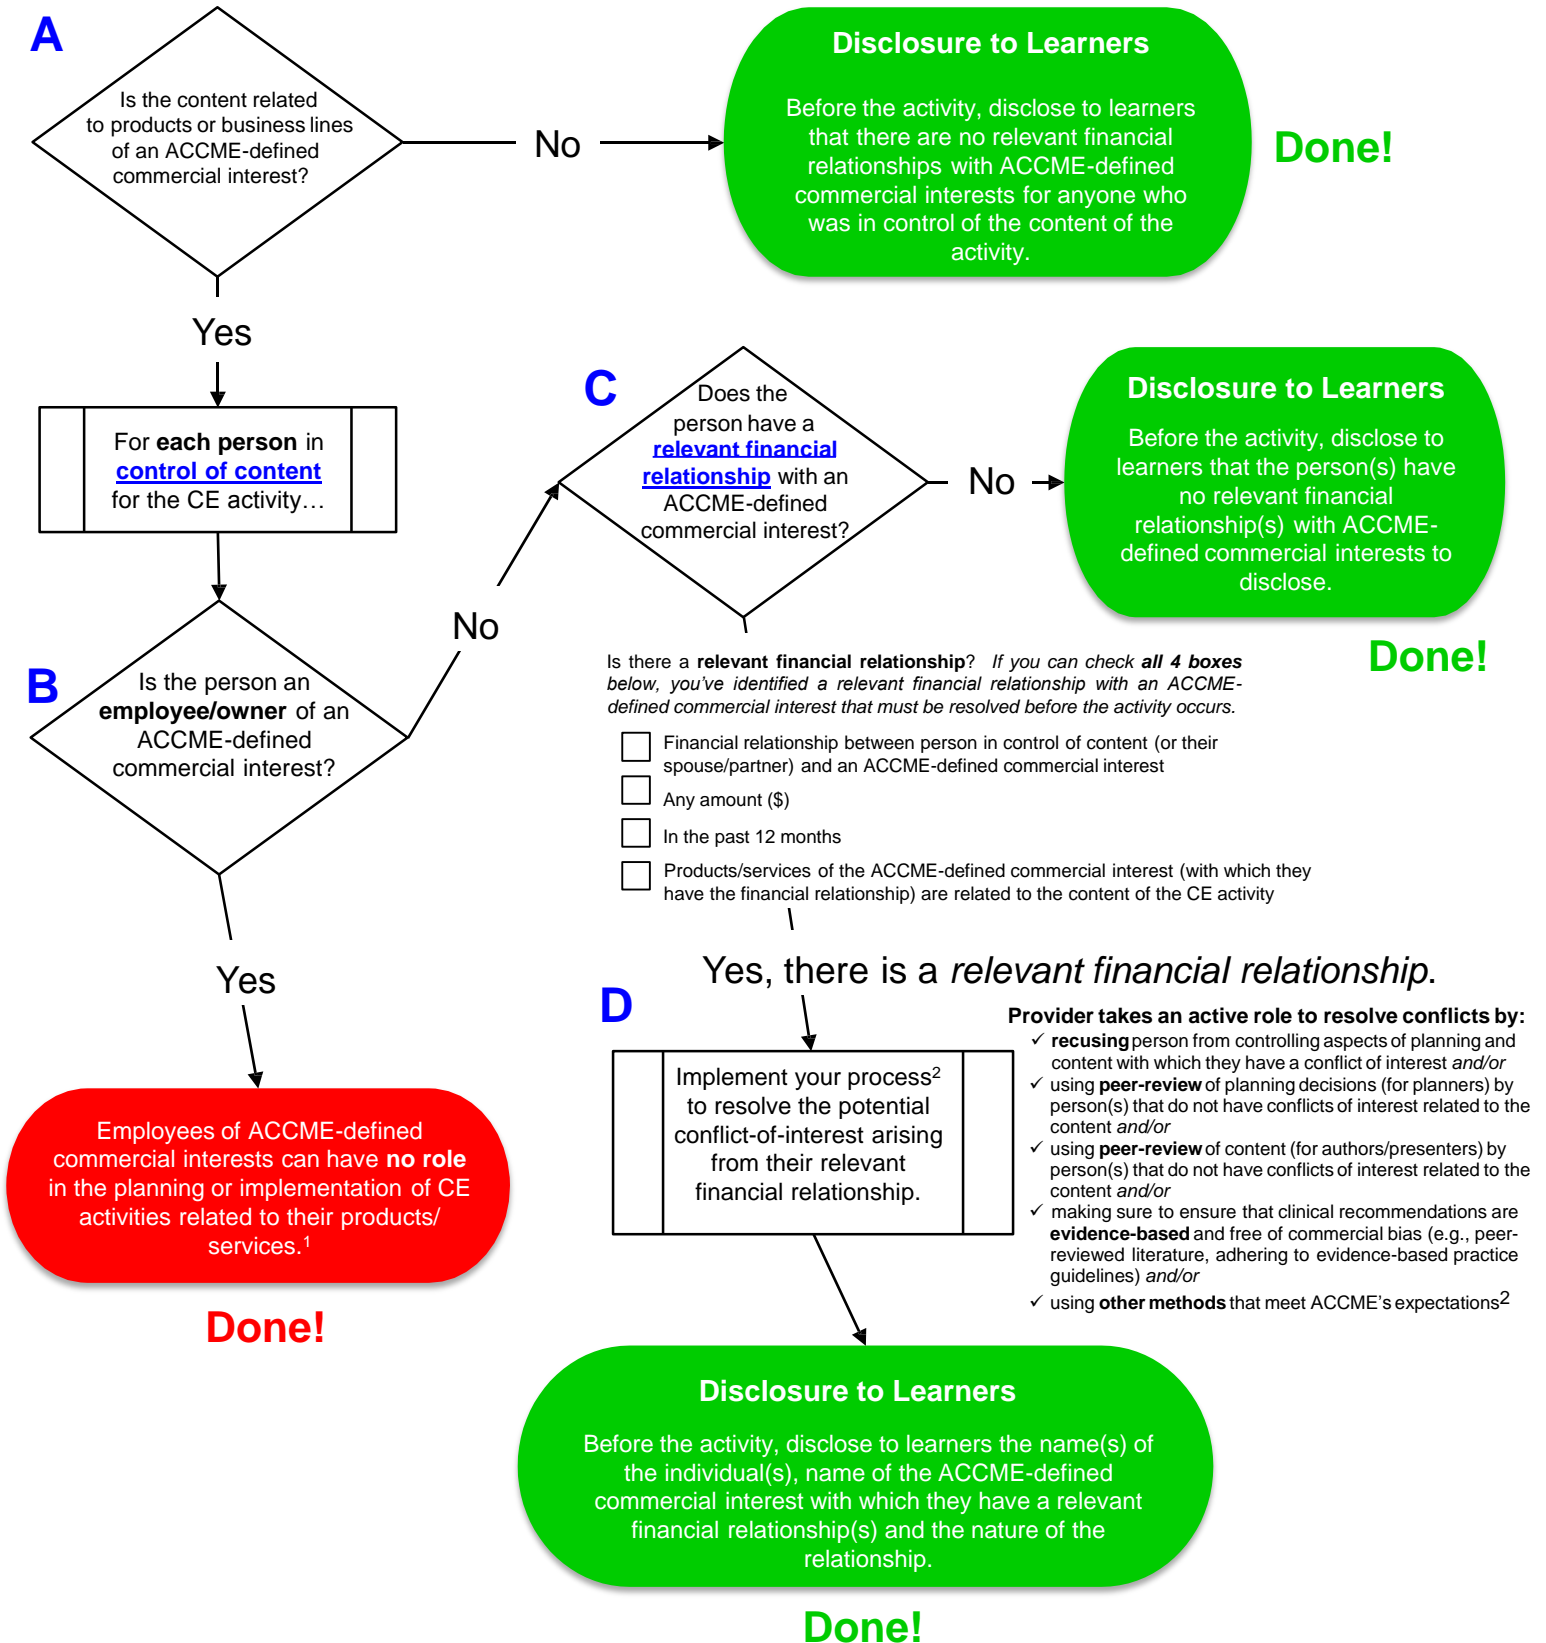 A
Is the content related
to products or business lines
of an ACCME-defined
commercial interest?
No
Disclosure to Learners
Before the activity, disclose to learners
that there are no relevant financial
relationships with ACCME-defined
commercial interests for anyone who
was in control of the content of the
activity.
Done!
Yes
For each person in
control of content
for the CE activity…
C
Does the
person have a
relevant financial
relationship with an
ACCME-defined
commercial interest?
No
Disclosure to Learners
Before the activity, disclose to
learners that the person(s) have
no relevant financial
relationship(s) with ACCME-
defined commercial interests to
disclose.
Done!
No
B
Is the person an
employee/owner of an
ACCME-defined
commercial interest?
Is there a relevant financial relationship? If you can check all 4 boxes
below, you've identified a relevant financial relationship with an ACCME-
defined commercial interest that must be resolved before the activity occurs.
Financial relationship between person in control of content (or their
spouse/partner) and an ACCME-defined commercial interest
Any amount ($)
In the past 12 months
Products/services of the ACCME-defined commercial interest (with which they
have the financial relationship) are related to the content of the CE activity
Yes
Employees of ACCME-defined
commercial interests can have no role
in the planning or implementation of CE
activities related to their products/
services.1
Done!
Yes, there is a relevant financial relationship.
D
Implement your process2
to resolve the potential
conflict-of-interest arising
from their relevant
financial relationship.
Provider takes an active role to resolve conflicts by:
✓ recusing person from controlling aspects of planning and
content with which they have a conflict of interest and/or
✓ using peer-review of planning decisions (for planners) by
person(s) that do not have conflicts of interest related to the
content and/or
✓ using peer-review of content (for authors/presenters) by
person(s) that do not have conflicts of interest related to the
content and/or
✓ making sure to ensure that clinical recommendations are
evidence-based and free of commercial bias (e.g., peer-
reviewed literature, adhering to evidence-based practice
guidelines) and/or
✓ using other methods that meet ACCME's expectations2
Disclosure to Learners
Before the activity, disclose to learners the name(s) of
the individual(s), name of the ACCME-defined
commercial interest with which they have a relevant
financial relationship(s) and the nature of the
relationship.
Done!